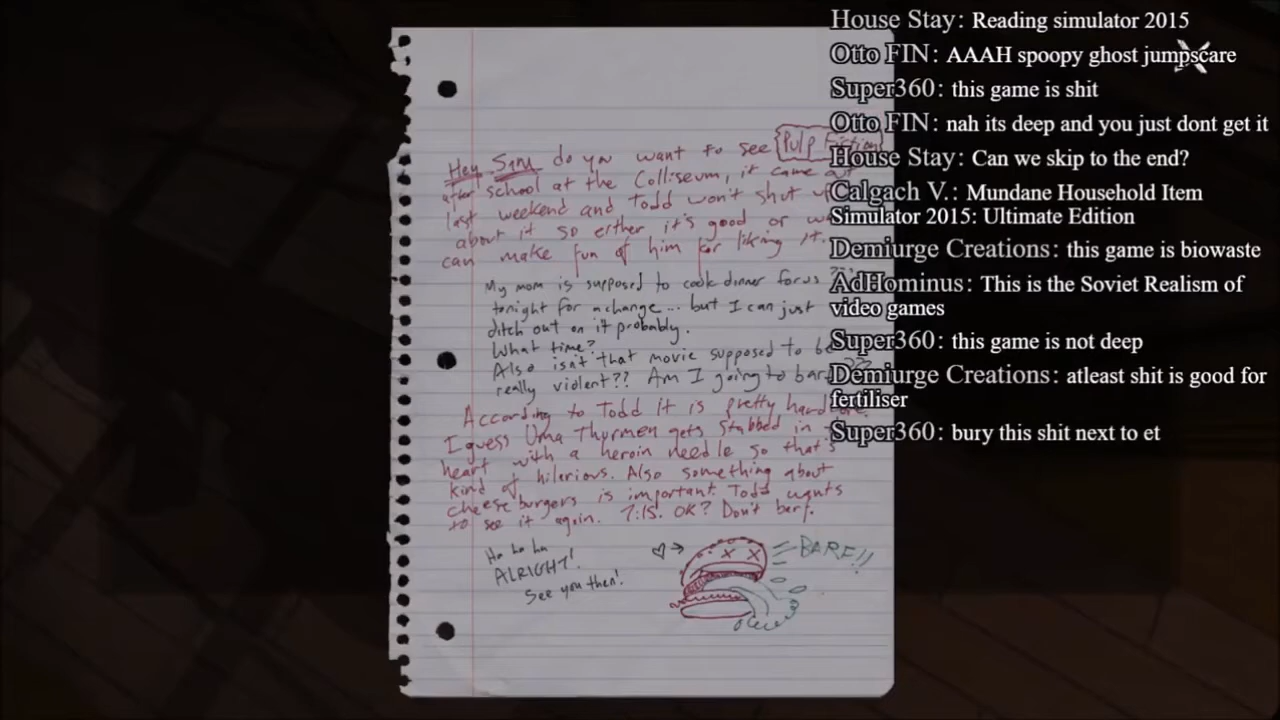 Hey Sam do you want to see Pulp Fiction
after school at the Colliseum, it came out
last weekend and Todd won't shut up
about it so either it's good or we
can make fun of him for liking it.
My mom is supposed to cook dinner for us ???
tonight for a change... but I can just
ditch out on it probably.
What time?
Also isn't that movie supposed to be
really violent?? Am I going to barf??
According to Todd it is pretty hardcore.
I guess Uma Thurmen gets stabbed in the
heart with a heroin needle so that's
kind of hilarious. Also something about
cheeseburgers is important. Todd wants
to see it again. 7:15. OK? Don't barf.
Ha ha ha
ALRIGHT!
See you then!
BARF!!
House Stay: Reading simulator 2015
Otto FIN: AAAH spoopy ghost jumpscare
Super360: this game is shit
Otto FIN: nah its deep and you just dont get it
House Stay: Can we skip to the end?
Calgach V.: Mundane Household Item
Simulator 2015: Ultimate Edition
Demiurge Creations: this game is biowaste
AdHominus: This is the Soviet Realism of
video games
Super360: this game is not deep
Demiurge Creations: atleast shit is good for
fertiliser
Super360: bury this shit next to et